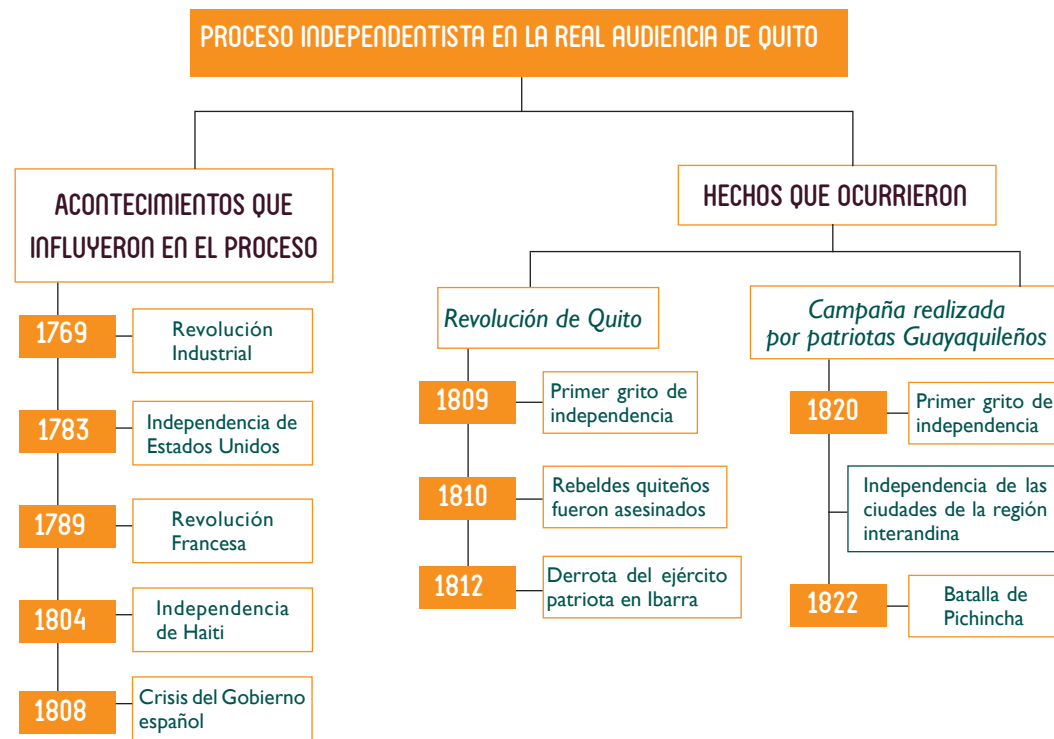 PROCESO INDEPENDENTISTA EN LA REAL AUDIENCIA DE QUITO
ACONTECIMIENTOS QUE
INFLUYERON EN EL PROCESO
1769
Revolución
Industrial
1783
Independencia de
Estados Unidos
1789
Revolución
Francesa
1804
Independencia
de Haiti
1808
Crisis del Gobierno
español
HECHOS QUE OCURRIERON
Revolución de Quito
1809
Primer grito de
independencia
1810
Rebeldes quiteños
fueron asesinados
1812
Derrota del ejército
patriota en Ibarra
Campaña realizada
por patriotas Guayaquileños
1820
Primer grito de
independencia
Independencia de las
ciudades de la región
interandina
1822
Batalla de
Pichincha